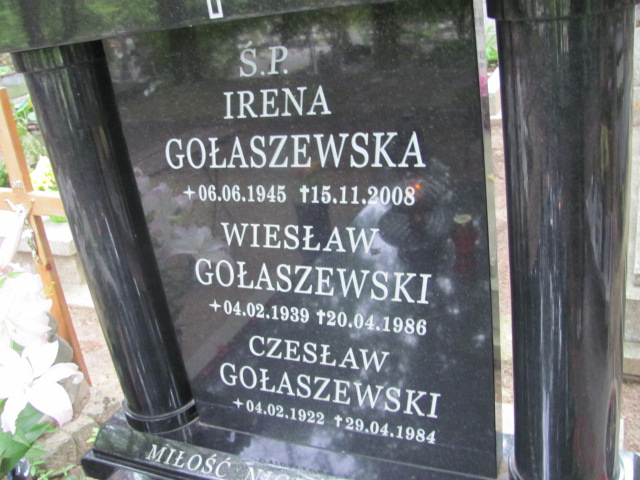 Ś.P.
IRENA
GOŁASZEWSKA
+06.06.1945 †15.11.2008
WIESŁAW
GOŁASZEWSKI
+04.02.1939 †20.04.1986
CZESŁAW
GOŁASZEWSKI
+04.02.1922 †29.04.1984
MIŁOŚĆ